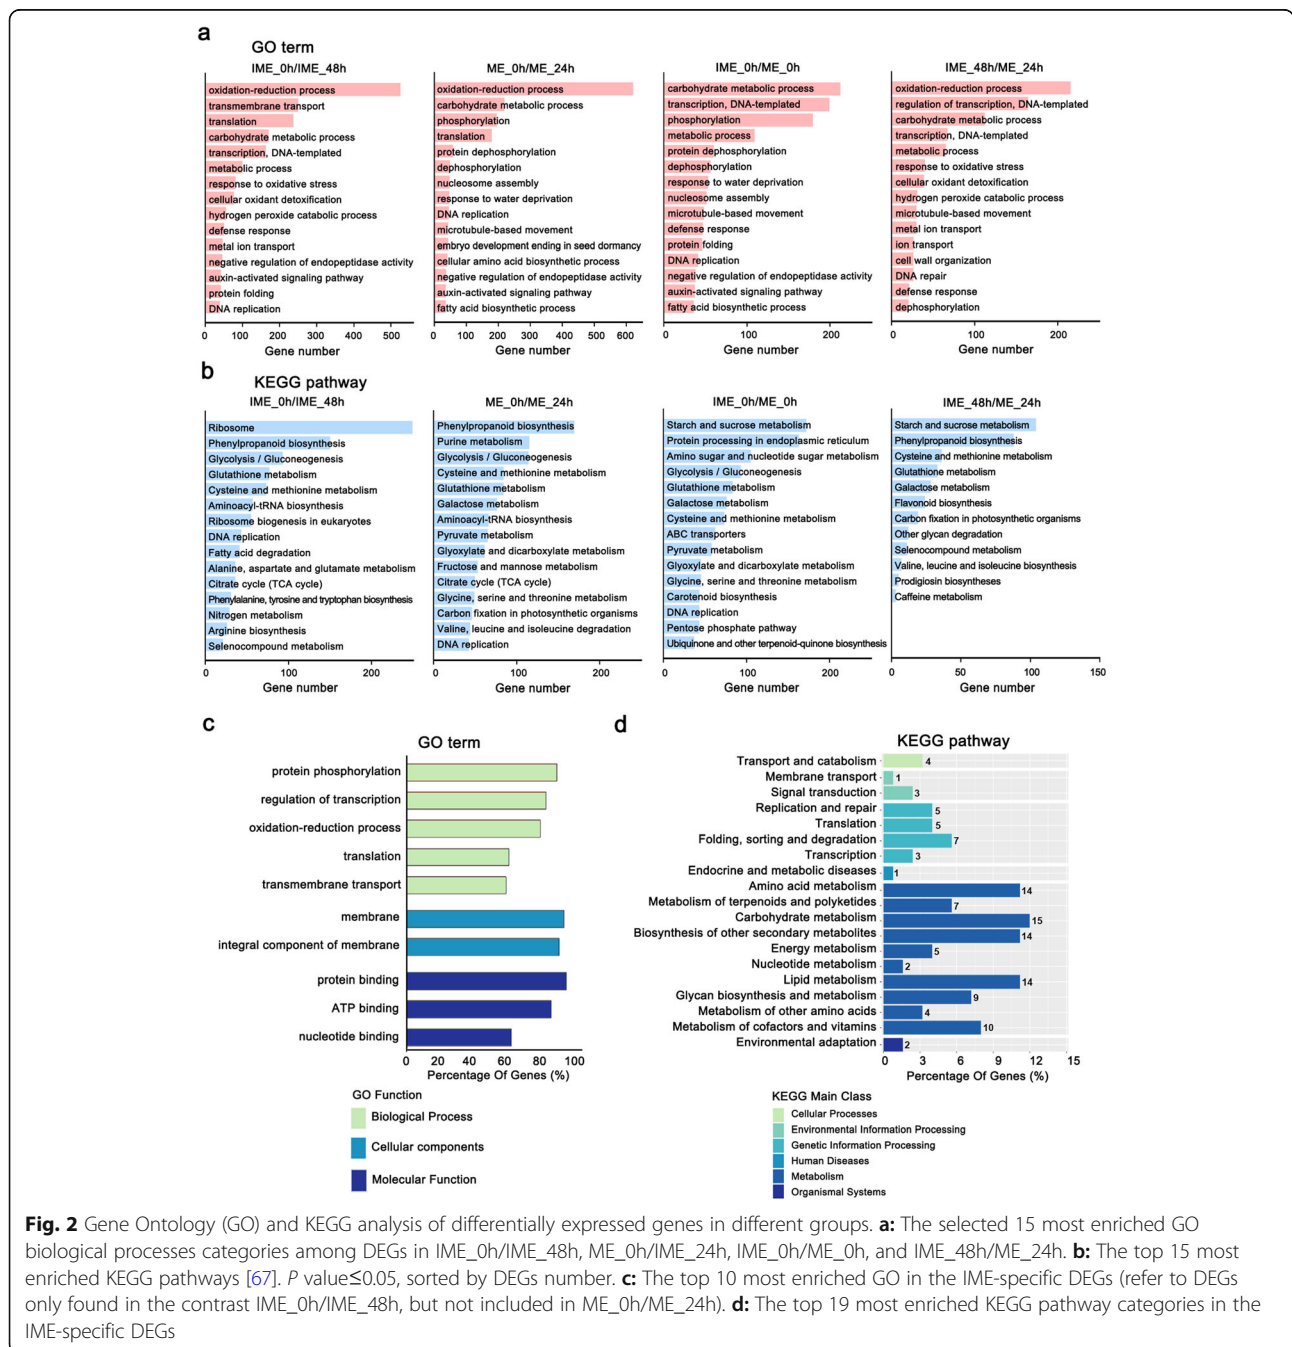 a
GO term
IME_0h/IME_48h
oxidation-reduction process
transmembrane transport
translation
carbohydrate metabolic process
transcription, DNA-templated
metabolic process
response to oxidative stress
cellular oxidant detoxification
hydrogen peroxide catabolic process
defense response
metal ion transport
negative regulation of endopeptidase activity
auxin-activated signaling pathway
protein folding
DNA replication
0 100 200 300 400 500
Gene number
ME_0h/ME_24h
oxidation-reduction process
carbohydrate metabolic process
phosphorylation
translation
protein dephosphorylation
dephosphorylation
nucleosome assembly
response to water deprivation
DNA replication
microtubule-based movement
embryo development ending in seed dormancy
cellular amino acid biosynthetic process
negative regulation of endopeptidase activity
auxin-activated signaling pathway
fatty acid biosynthetic process
0 100 200 300 400 500 600
Gene number
IME_0h/ME_0h
carbohydrate metabolic process
transcription, DNA-templated
phosphorylation
metabolic process
protein dephosphorylation
dephosphorylation
response to water deprivation
nucleosome assembly
microtubule-based movement
defense response
protein folding
DNA replication
negative regulation of endopeptidase activity
auxin-activated signaling pathway
fatty acid biosynthetic process
0 50 100 150 200
Gene number
IME_48h/ME_24h
oxidation-reduction process
regulation of transcription, DNA-templated
carbohydrate metabolic process
transcription, DNA-templated
metabolic process
response to oxidative stress
cellular oxidant detoxification
hydrogen peroxide catabolic process
microtubule-based movement
metal ion transport
ion transport
cell wall organization
DNA repair
defense response
dephosphorylation
0 50 100 150 200
Gene number
b
KEGG pathway
IME_0h/IME_48h
Ribosome
Phenylpropanoid biosynthesis
Glycolysis / Gluconeogenesis
Glutathione metabolism
Cysteine and methionine metabolism
Aminoacyl-tRNA biosynthesis
Ribosome biogenesis in eukaryotes
DNA replication
Fatty acid degradation
Alanine, aspartate and glutamate metabolism
Citrate cycle (TCA cycle)
Phenylalanine, tyrosine and tryptophan biosynthesis
Nitrogen metabolism
Arginine biosynthesis
Selenocompound metabolism
0 100 200
Gene number
ME_0h/ME_24h
Phenylpropanoid biosynthesis
Purine metabolism
Glycolysis / Gluconeogenesis
Cysteine and methionine metabolism
Glutathione metabolism
Galactose metabolism
Aminoacyl-tRNA biosynthesis
Pyruvate metabolism
Glyoxylate and dicarboxylate metabolism
Fructose and mannose metabolism
Citrate cycle (TCA cycle)
Glycine, serine and threonine metabolism
Carbon fixation in photosynthetic organisms
Valine, leucine and isoleucine degradation
DNA replication
0 100 200
Gene number
IME_0h/ME_0h
Starch and sucrose metabolism
Protein processing in endoplasmic reticulum
Amino sugar and nucleotide sugar metabolism
Glycolysis / Gluconeogenesis
Glutathione metabolism
Galactose metabolism
Cysteine and methionine metabolism
ABC transporters
Pyruvate metabolism
Glyoxylate and dicarboxylate metabolism
Glycine, serine and threonine metabolism
Carotenoid biosynthesis
DNA replication
Pentose phosphate pathway
Ubiquinone and other terpenoid-quinone biosynthesis
0 100 200
Gene number
IME_48h/ME_24h
Starch and sucrose metabolism
Phenylpropanoid biosynthesis
Cysteine and methionine metabolism
Glutathione metabolism
Galactose metabolism
Flavonoid biosynthesis
Carbon fixation in photosynthetic organisms
Other glycan degradation
Selenocompound metabolism
Valine, leucine and isoleucine biosynthesis
Prodigiosin biosyntheses
Caffeine metabolism
0 50 100 150
Gene number
c
GO term
protein phosphorylation
regulation of transcription
oxidation-reduction process
translation
transmembrane transport
membrane
integral component of membrane
protein binding
ATP binding
nucleotide binding
0 20 40 60 80 100
Percentage Of Genes (%)
GO Function
Biological Process
Cellular components
Molecular Function
d
KEGG pathway
Transport and catabolism 4
Membrane transport 1
Signal transduction 3
Replication and repair 5
Translation 5
Folding, sorting and degradation 7
Transcription 3
Endocrine and metabolic diseases 1
Amino acid metabolism 14
Metabolism of terpenoids and polyketides 7
Carbohydrate metabolism 15
Biosynthesis of other secondary metabolites 14
Energy metabolism 5
Nucleotide metabolism 2
Lipid metabolism 14
Glycan biosynthesis and metabolism 9
Metabolism of other amino acids 4
Metabolism of cofactors and vitamins 10
Environmental adaptation 2
0 3 6 9 12 15
Percentage Of Genes (%)
KEGG Main Class
Cellular Processes
Environmental Information Processing
Genetic Information Processing
Human Diseases
Metabolism
Organismal Systems
Fig. 2 Gene Ontology (GO) and KEGG analysis of differentially expressed genes in different groups. a: The selected 15 most enriched GO
biological processes categories among DEGs in IME_0h/IME_48h, ME_0h/IME_24h, IME_0h/ME_0h, and IME_48h/ME_24h. b: The top 15 most
enriched KEGG pathways [67]. P value≤0.05, sorted by DEGs number. c: The top 10 most enriched GO in the IME-specific DEGs (refer to DEGs
only found in the contrast IME_0h/IME_48h, but not included in ME_0h/ME_24h). d: The top 19 most enriched KEGG pathway categories in the
IME-specific DEGs